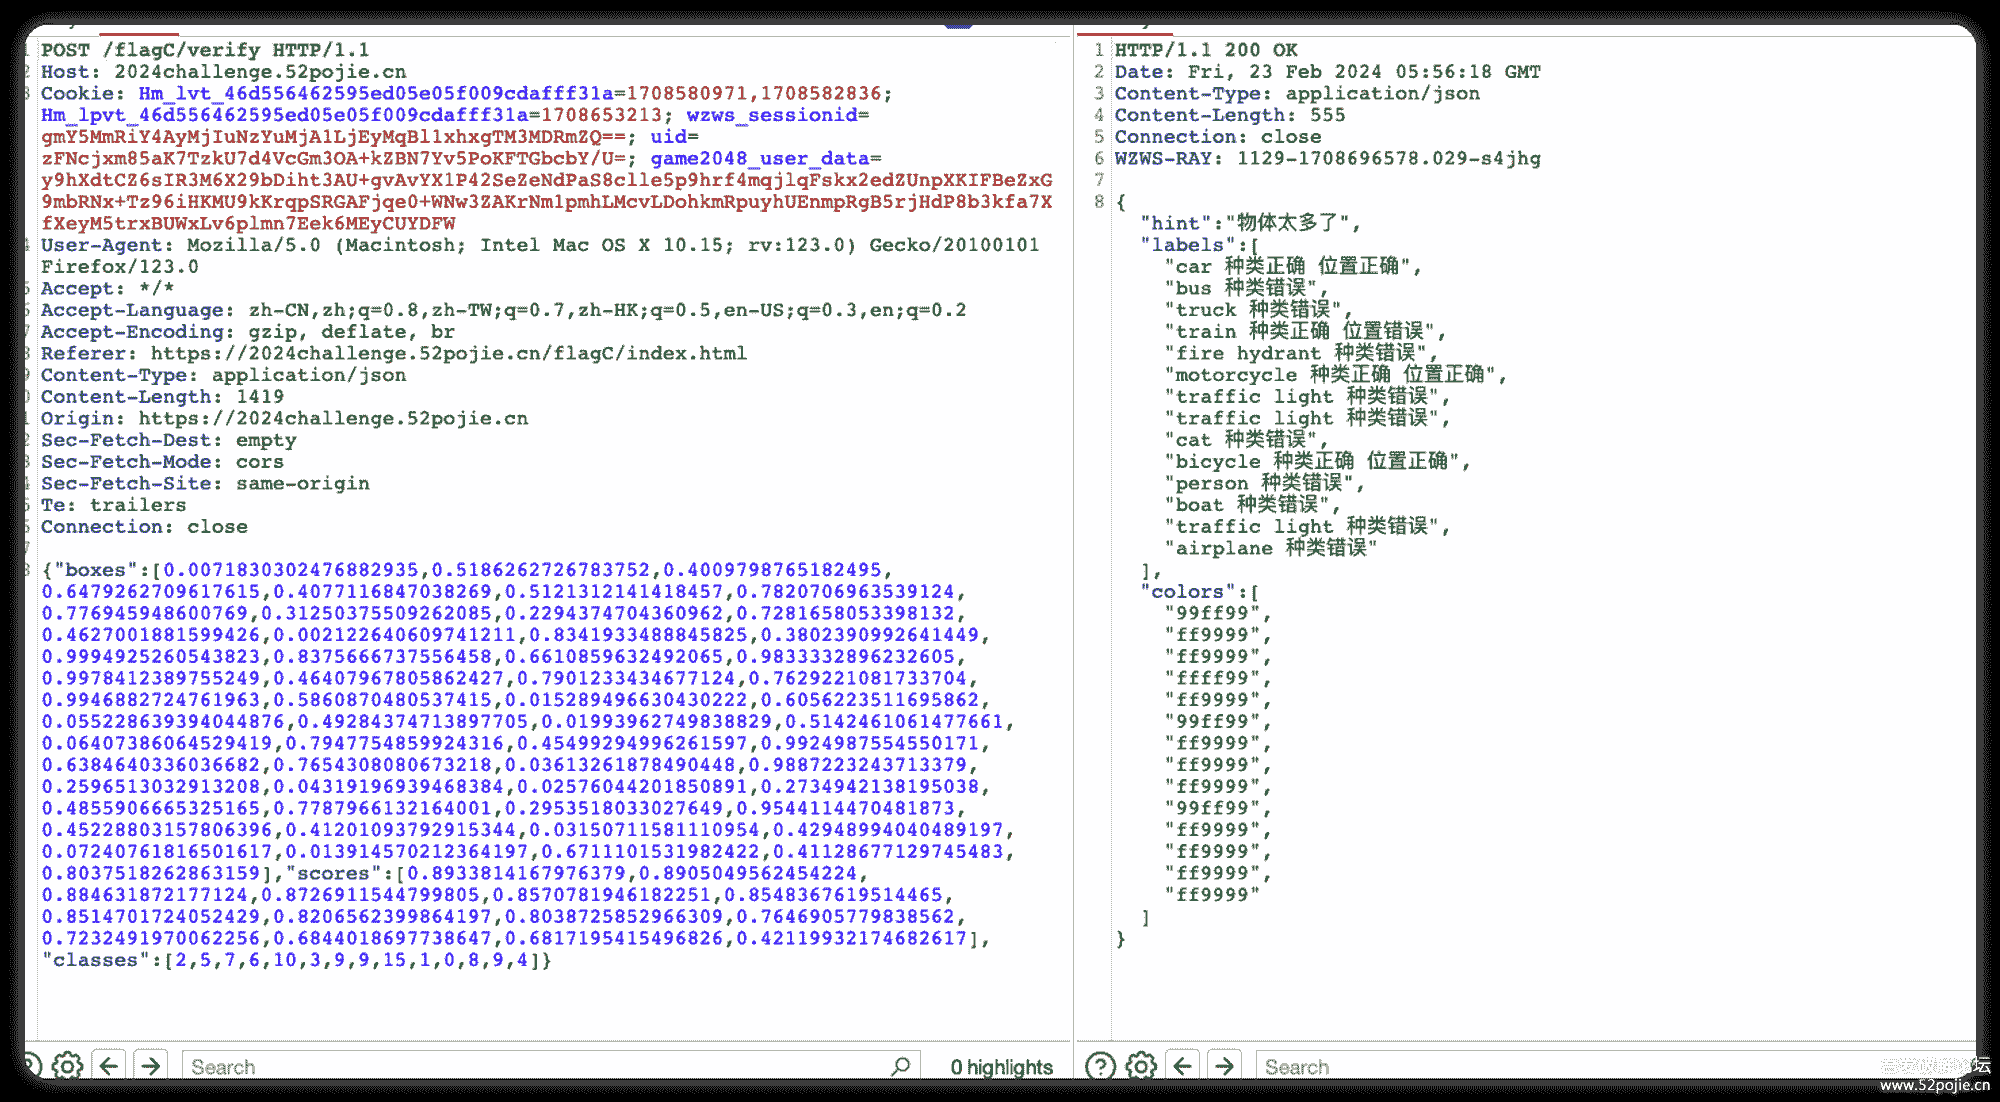 POST /flagC/verify HTTP/1.1
Host: 2024challenge.52pojie.cn
Cookie: Hm_lvt_46d556462595ed05e05f009cdafff31a=1708580971,1708582836;
Hm_lpvt_46d556462595ed05e05f009cdafff31a=1708653213; wzws_sessionid=
gmY5MmRiY4AyMjIuNzYuMjA1LjEyMqBl1xhxgTM3MDRmZQ==; uid=
zFNcjxm85aK7TzkU7d4VcGm3OA+kZBN7Yv5PoKFTGbcbY/U=; game2048_user_data=
y9hXdtCZ6sIR3M6X29bDiht3AU+gvAvYX1P42SeZeNdPaS8clle5p9hrf4mqjlqFskx2edZUnpXKIFBeZxG
9mbRNx+Tz96iHKMU9kKrqpSRGAFjqe0+WNw3ZAKrNm1pmhLMcvLDohkmRpuyhUEnmpRgB5rjHdP8b3kfa7X
fXeyM5trxBUWxLv6plmn7Eek6MEyCUYDFW
User-Agent: Mozilla/5.0 (Macintosh; Intel Mac OS X 10.15; rv:123.0) Gecko/20100101
Firefox/123.0
Accept: */*
Accept-Language: zh-CN,zh;q=0.8,zh-TW;q=0.7,zh-HK;q=0.5,en-US;q=0.3,en;q=0.2
Accept-Encoding: gzip, deflate, br
Referer: https://2024challenge.52pojie.cn/flagC/index.html
Content-Type: application/json
Content-Length: 1419
Origin: https://2024challenge.52pojie.cn
Sec-Fetch-Dest: empty
Sec-Fetch-Mode: cors
Sec-Fetch-Site: same-origin
Te: trailers
Connection: close
{"boxes":[0.0071830302476882935,0.5186262726783752,0.4009798765182495,
0.6479262709617615,0.4077116847038269,0.5121312141418457,0.7820706963539124,
0.776945948600769,0.31250375509262085,0.2294374704360962,0.7281658053398132,
0.4627001881599426,0.002122640609741211,0.8341933488845825,0.3802390992641449,
0.9994925260543823,0.8375666737556458,0.6610859632492065,0.9833332896232605,
0.9978412389755249,0.46407967805862427,0.7901233434677124,0.7629221081733704,
0.9946882724761963,0.5860870480537415,0.015289496630430222,0.6056223511695862,
0.055228639394044876,0.49284374713897705,0.01993962749838829,0.5142461061477661,
0.06407386064529419,0.7947754859924316,0.45499294996261597,0.9924987554550171,
0.6384640336036682,0.7654308080673218,0.03613261878490448,0.9887223243713379,
0.2596513032913208,0.04319196939468384,0.02576044201850891,0.2734942138195038,
0.4855906665325165,0.7787966132164001,0.2953518033027649,0.9544114470481873,
0.45228803157806396,0.41201093792915344,0.03150711581110954,0.42948994040489197,
0.07240761816501617,0.013914570212364197,0.6711101531982422,0.41128677129745483,
0.8037518262863159],"scores":[0.8933814167976379,0.8905049562454224,
0.884631872177124,0.8726911544799805,0.8570781946182251,0.8548367619514465,
0.8514701724052429,0.8206562399864197,0.8038725852966309,0.7646905779838562,
0.7232491970062256,0.6844018697738647,0.6817195415496826,0.42119932174682617],
"classes":[2,5,7,6,10,3,9,9,15,1,0,8,9,4]}
Search
0 highlights
1 HTTP/1.1 200 OK
2 Date: Fri, 23 Feb 2024 05:56:18 GMT
3 Content-Type: application/json
4 Content-Length: 555
5 Connection: close
6 WZWS-RAY: 1129-1708696578.029-s4jhg
7
8 {
"hint":"物体太多了",
"labels":[
"car 种类正确 位置正确",
"bus 种类错误",
"truck 种类错误",
"train 种类正确 位置错误",
"fire hydrant 种类错误",
"motorcycle 种类正确 位置正确",
"traffic light 种类错误",
"traffic light 种类错误",
"cat 种类错误",
"bicycle 种类正确 位置正确",
"person 种类错误",
"boat 种类错误",
"traffic light 种类错误",
"airplane 种类错误"
],
"colors":[
"99ff99",
"ff9999",
"ff9999",
"ffff99",
"ff9999",
"99ff99",
"ff9999",
"ff9999",
"ff9999",
"99ff99",
"ff9999",
"ff9999",
"ff9999",
"ff9999"
]
}
Search
www.52pojie.cn